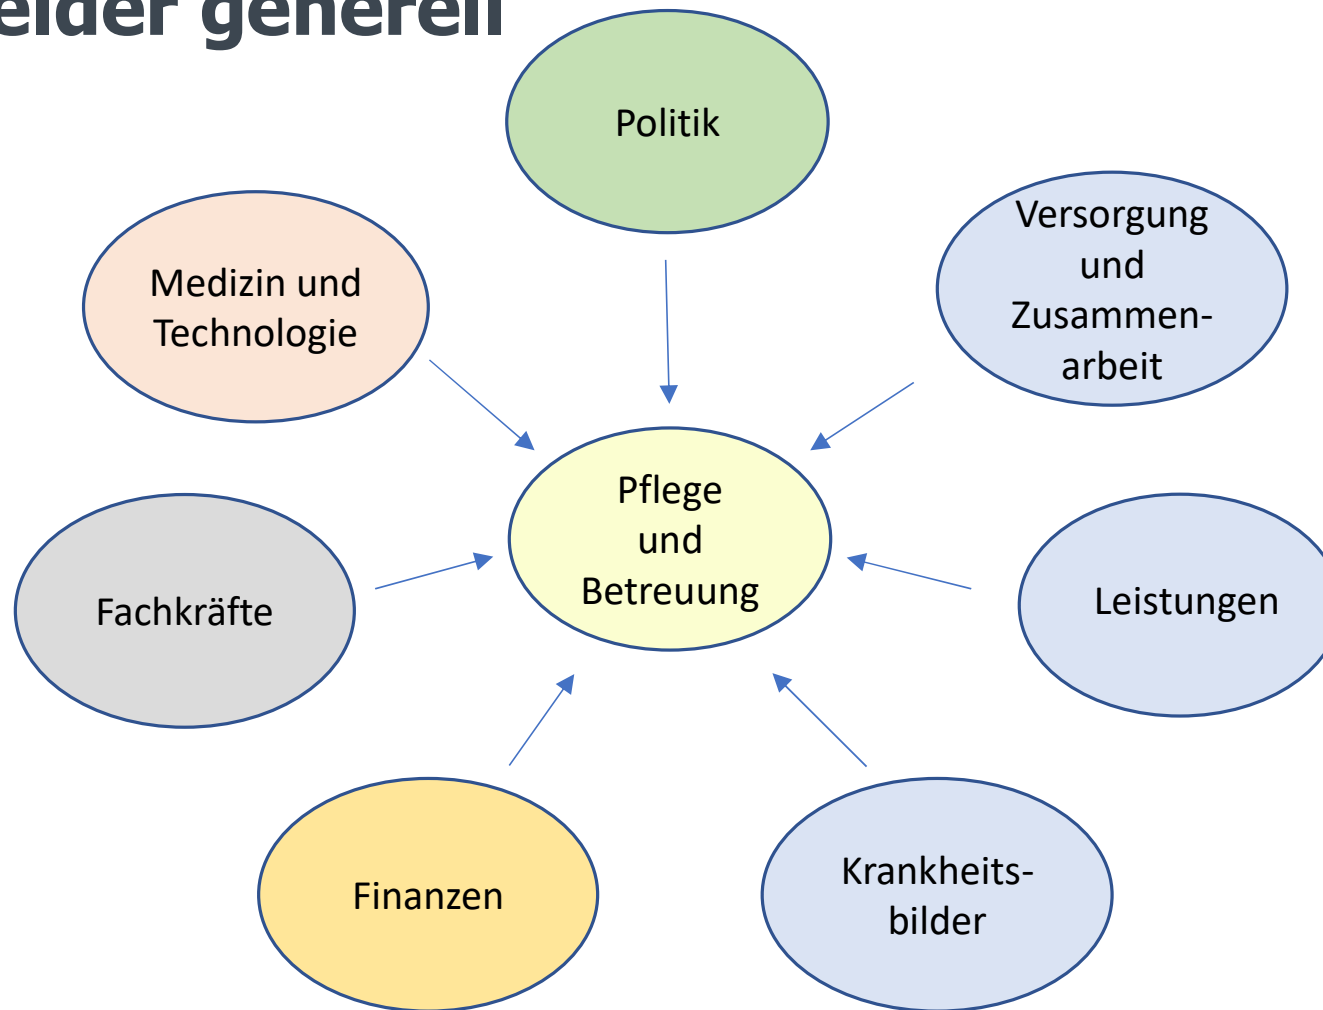 elder generell
Politik
Versorgung
und
Zusammen-
arbeit
Medizin und
Technologie
Pflege
und
Betreuung
Leistungen
Fachkräfte
Krankheits-
bilder
Finanzen